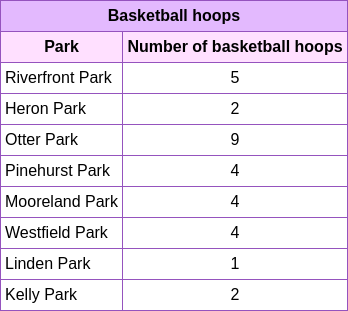 Basketball hoops
Park Number of basketball hoops
Riverfront Park 5
Heron Park 2
Otter Park 9
Pinehurst Park 4
Mooreland Park 4
Westfield Park 4
Linden Park 1
Kelly Park 2